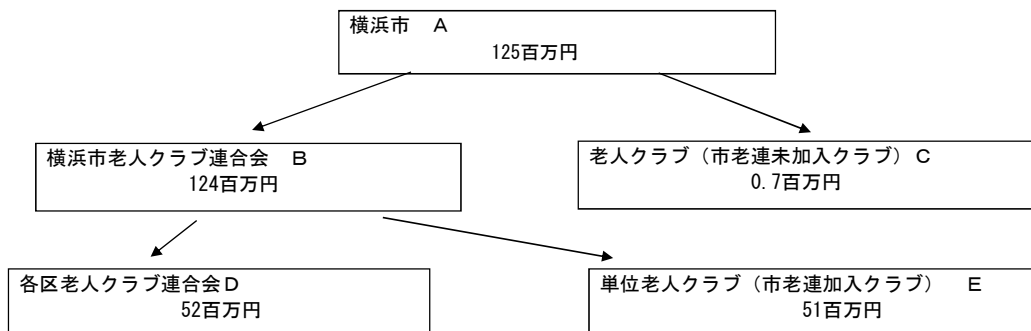 横浜市　A
125百万円
横浜市老人クラブ連合会　B
124百万円
老人クラブ（市老連未加入クラブ）C
0.7百万円
各区老人クラブ連合会D
52百万円
単位老人クラブ（市老連加入クラブ）　E
51百万円